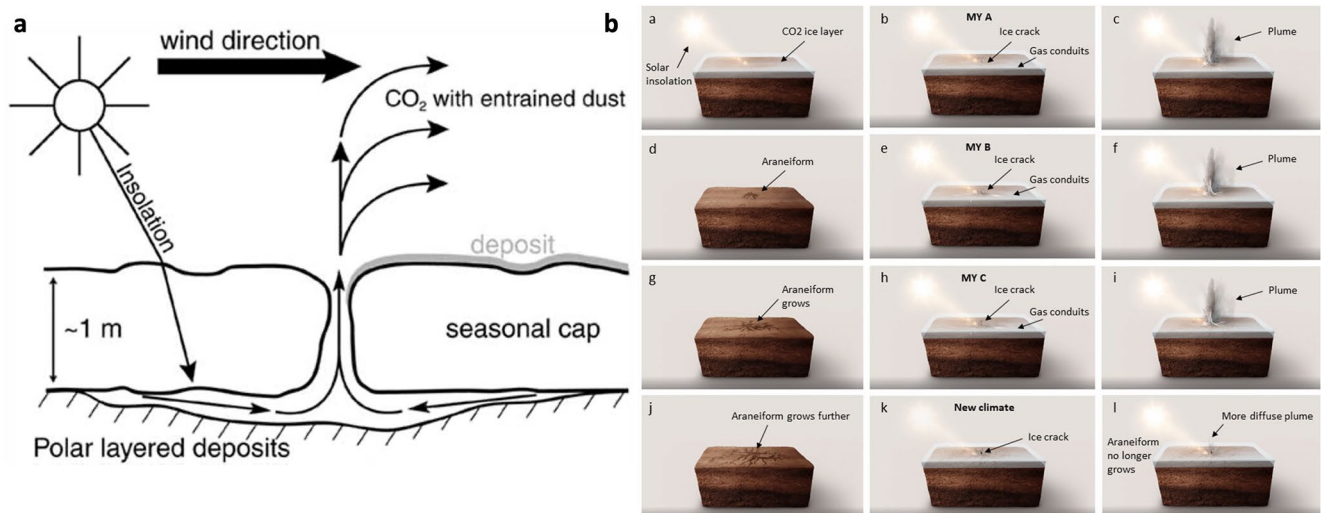 a
wind direction
CO2 with entrained dust
Insolation
deposit
~1 m
seasonal cap
Polar layered deposits
b
a
CO2 ice layer
Solar
insolation
b
MY A
Ice crack
Gas conduits
c
Plume
d
Araneiform
e
MY B
Ice crack
Gas conduits
f
Plume
g
Araneiform
grows
h
MY C
Ice crack
Gas conduits
i
Plume
j
Araneiform grows further
k
New climate
Ice crack
l
More diffuse plume
Araneiform
no longer
grows